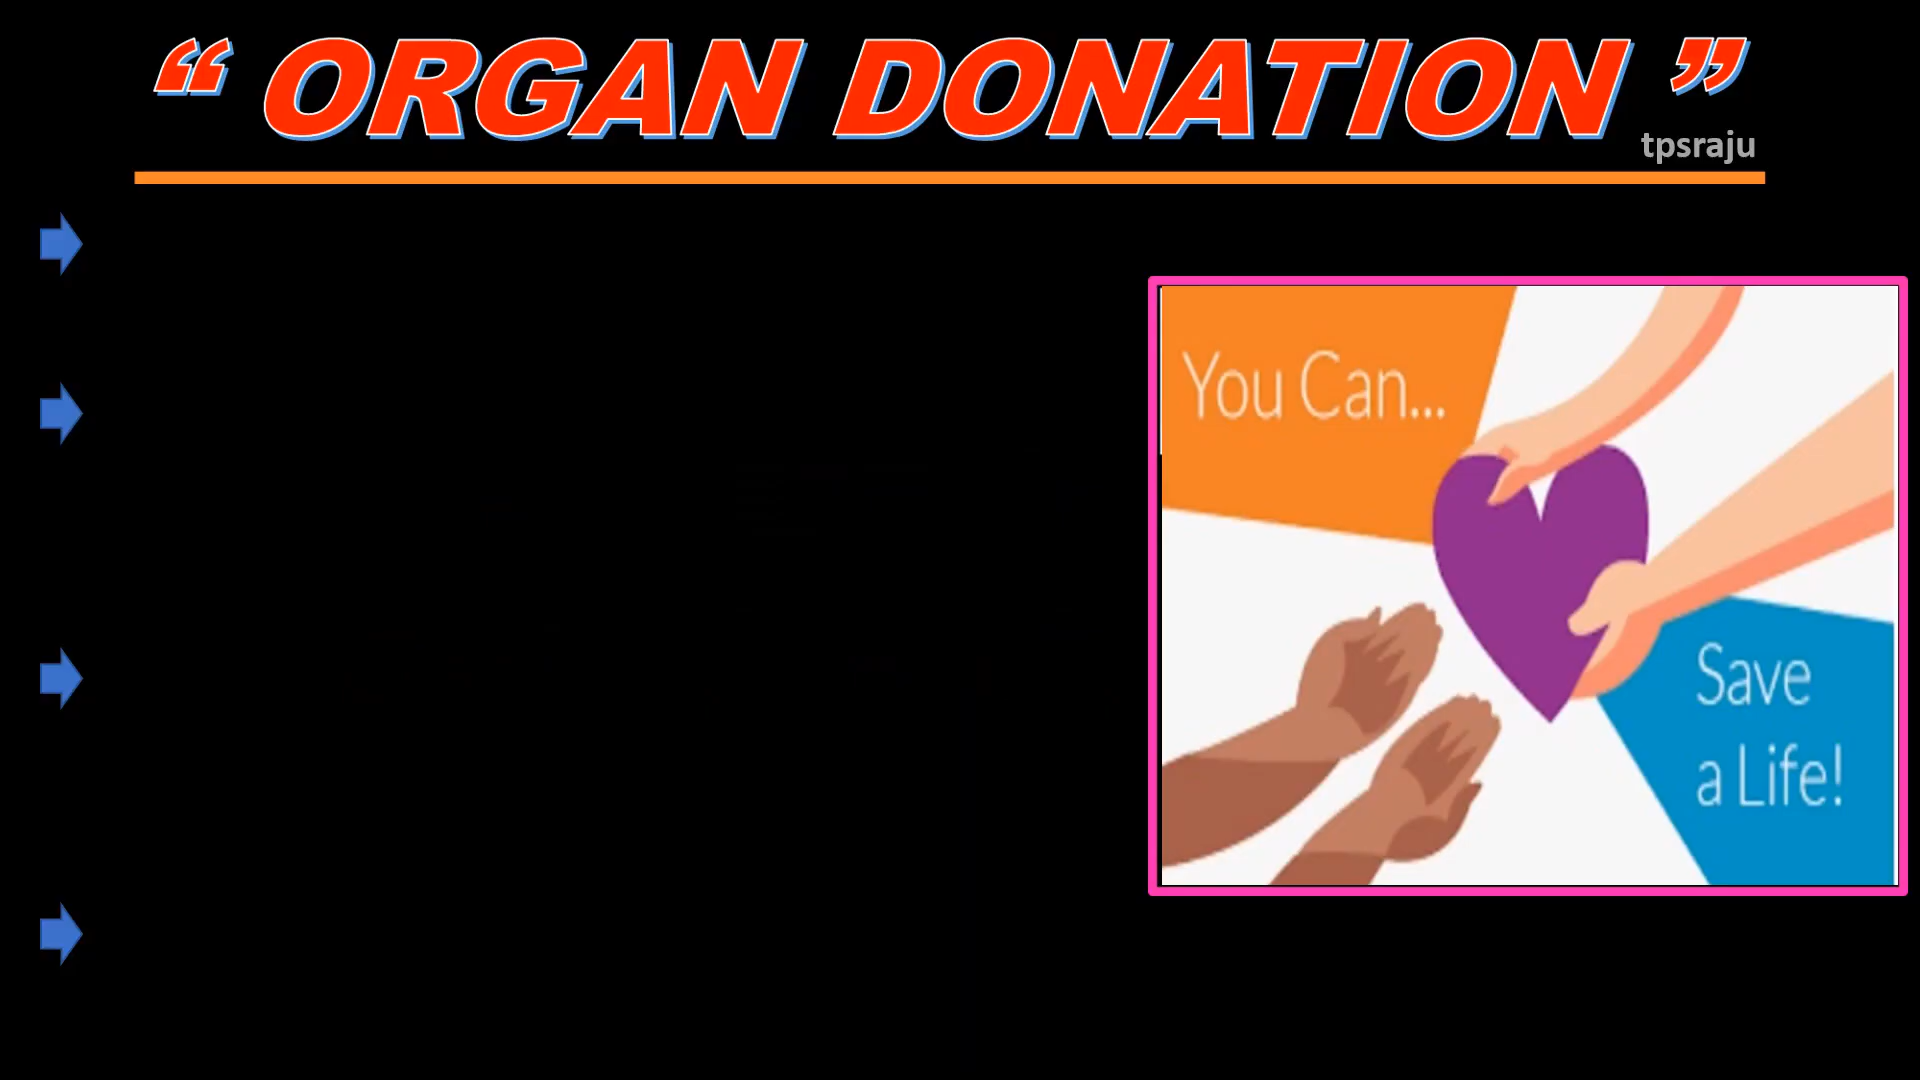 “ ORGAN DONATION ”
tpsraju
You Can...
Save
a Life!